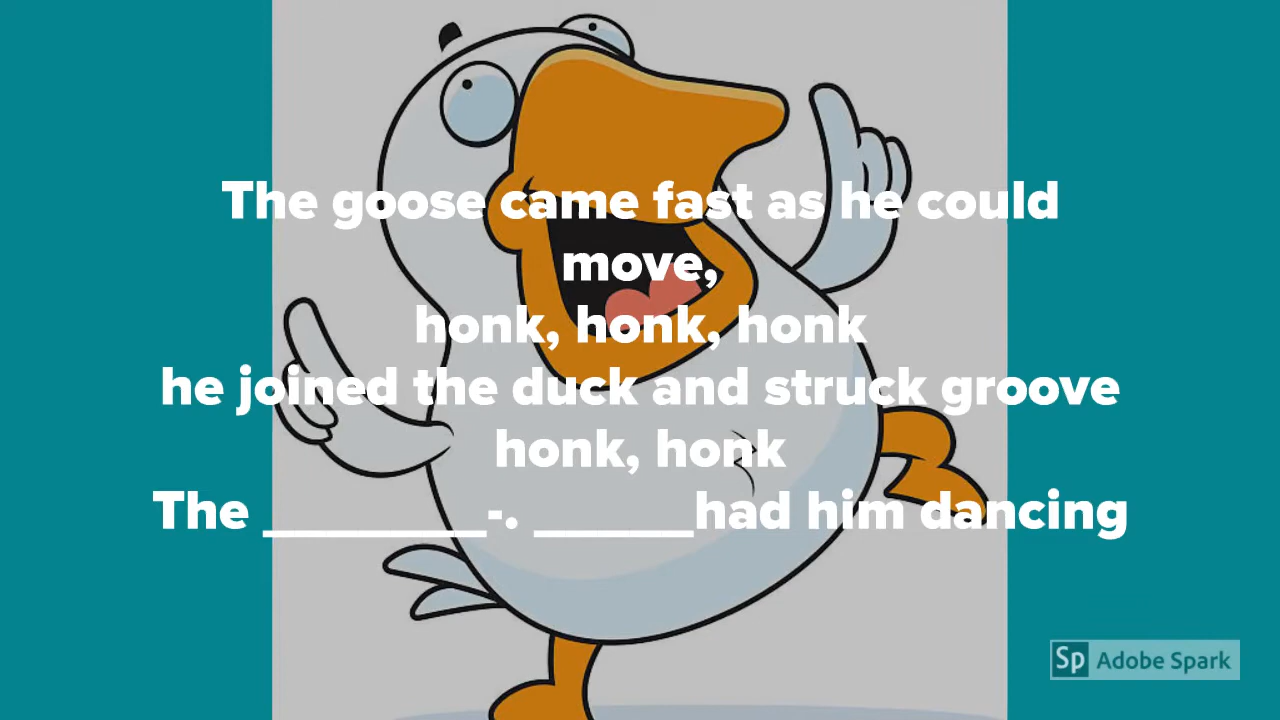 The goose came fast as he could
move,
honk, honk, honk
he joined the duck and struck groove
honk, honk
The _________-. ______had him dancing
Sp Adobe Spark